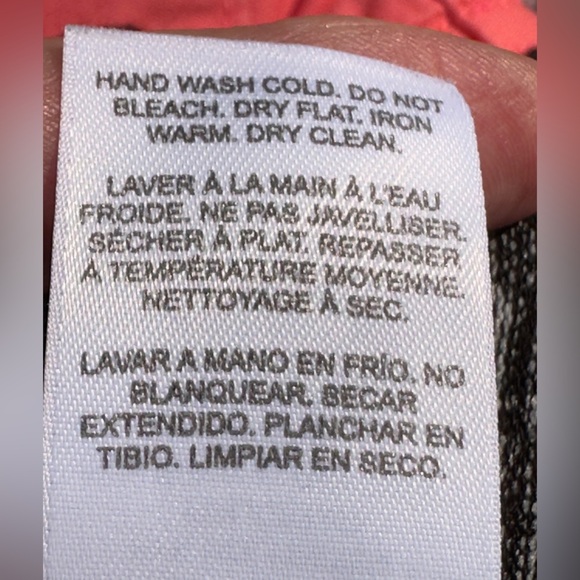 HAND WASH COLD. DO NOT
BLEACH. DRY FLAT. IRON
WARM. DRY CLEAN.
LAVER À LA MAIN À L'EAU
FROIDE. NE PAS JAVELLISER.
SÉCHER À PLAT. REPASSER
À TEMPÉRATURE MOYENNE.
NETTOYAGE À SEC.
LAVAR A MANO EN FRÍO. NO
BLANQUEAR. SECAR
EXTENDIDO. PLANCHAR EN
TIBIO. LIMPIAR EN SECO.